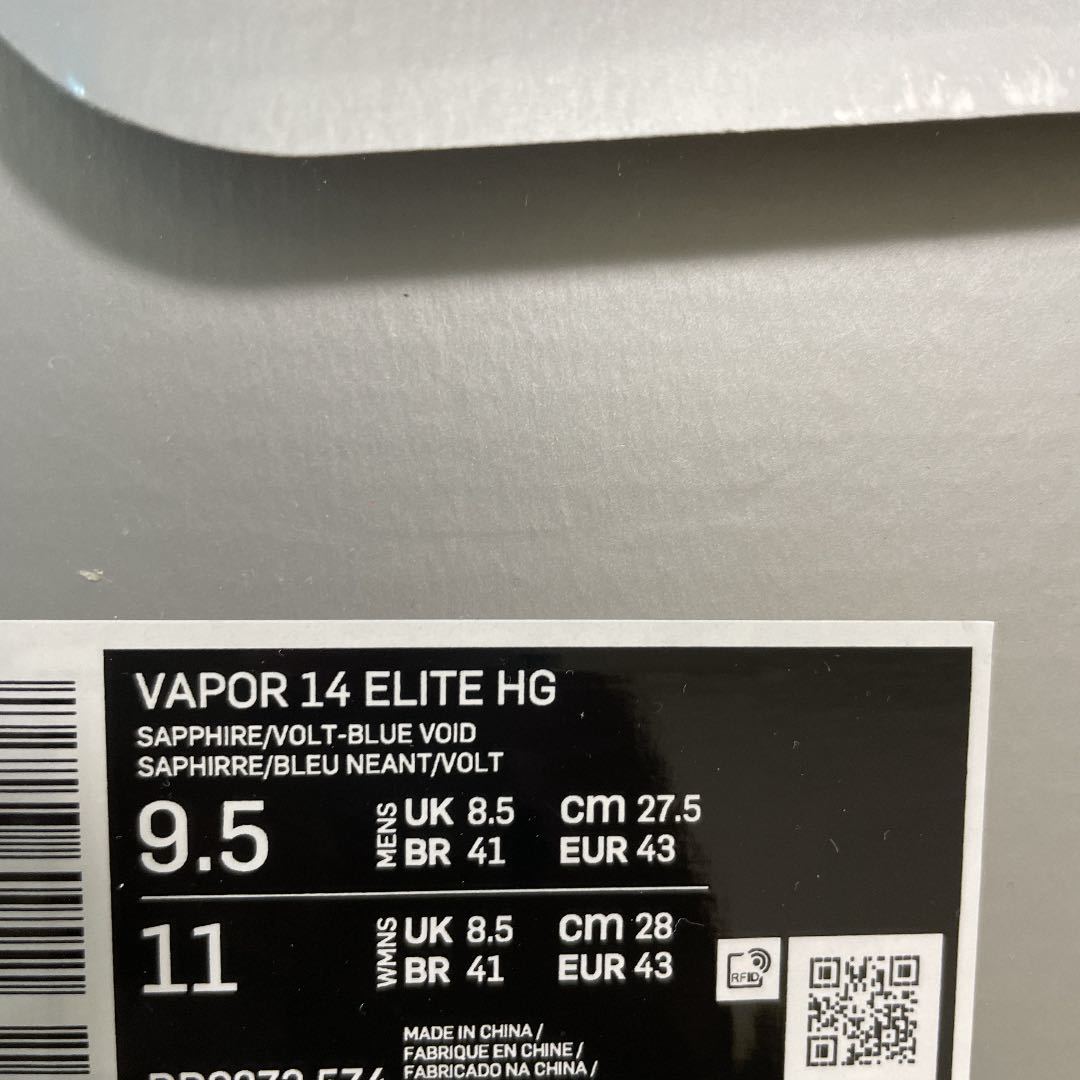 VAPOR 14 ELITE HG
SAPPHIRE/VOLT-BLUE VOID
SAPHIRRE/BLEU NEANT/VOLT
9.5 MENS UK 8.5 cm 27.5
BR 41 EUR 43
11 WMNS UK 8.5 cm 28
BR 41 EUR 43
RFID
MADE IN CHINA /
FABRIQUE EN CHINE /
FABRICADO NA CHINA /